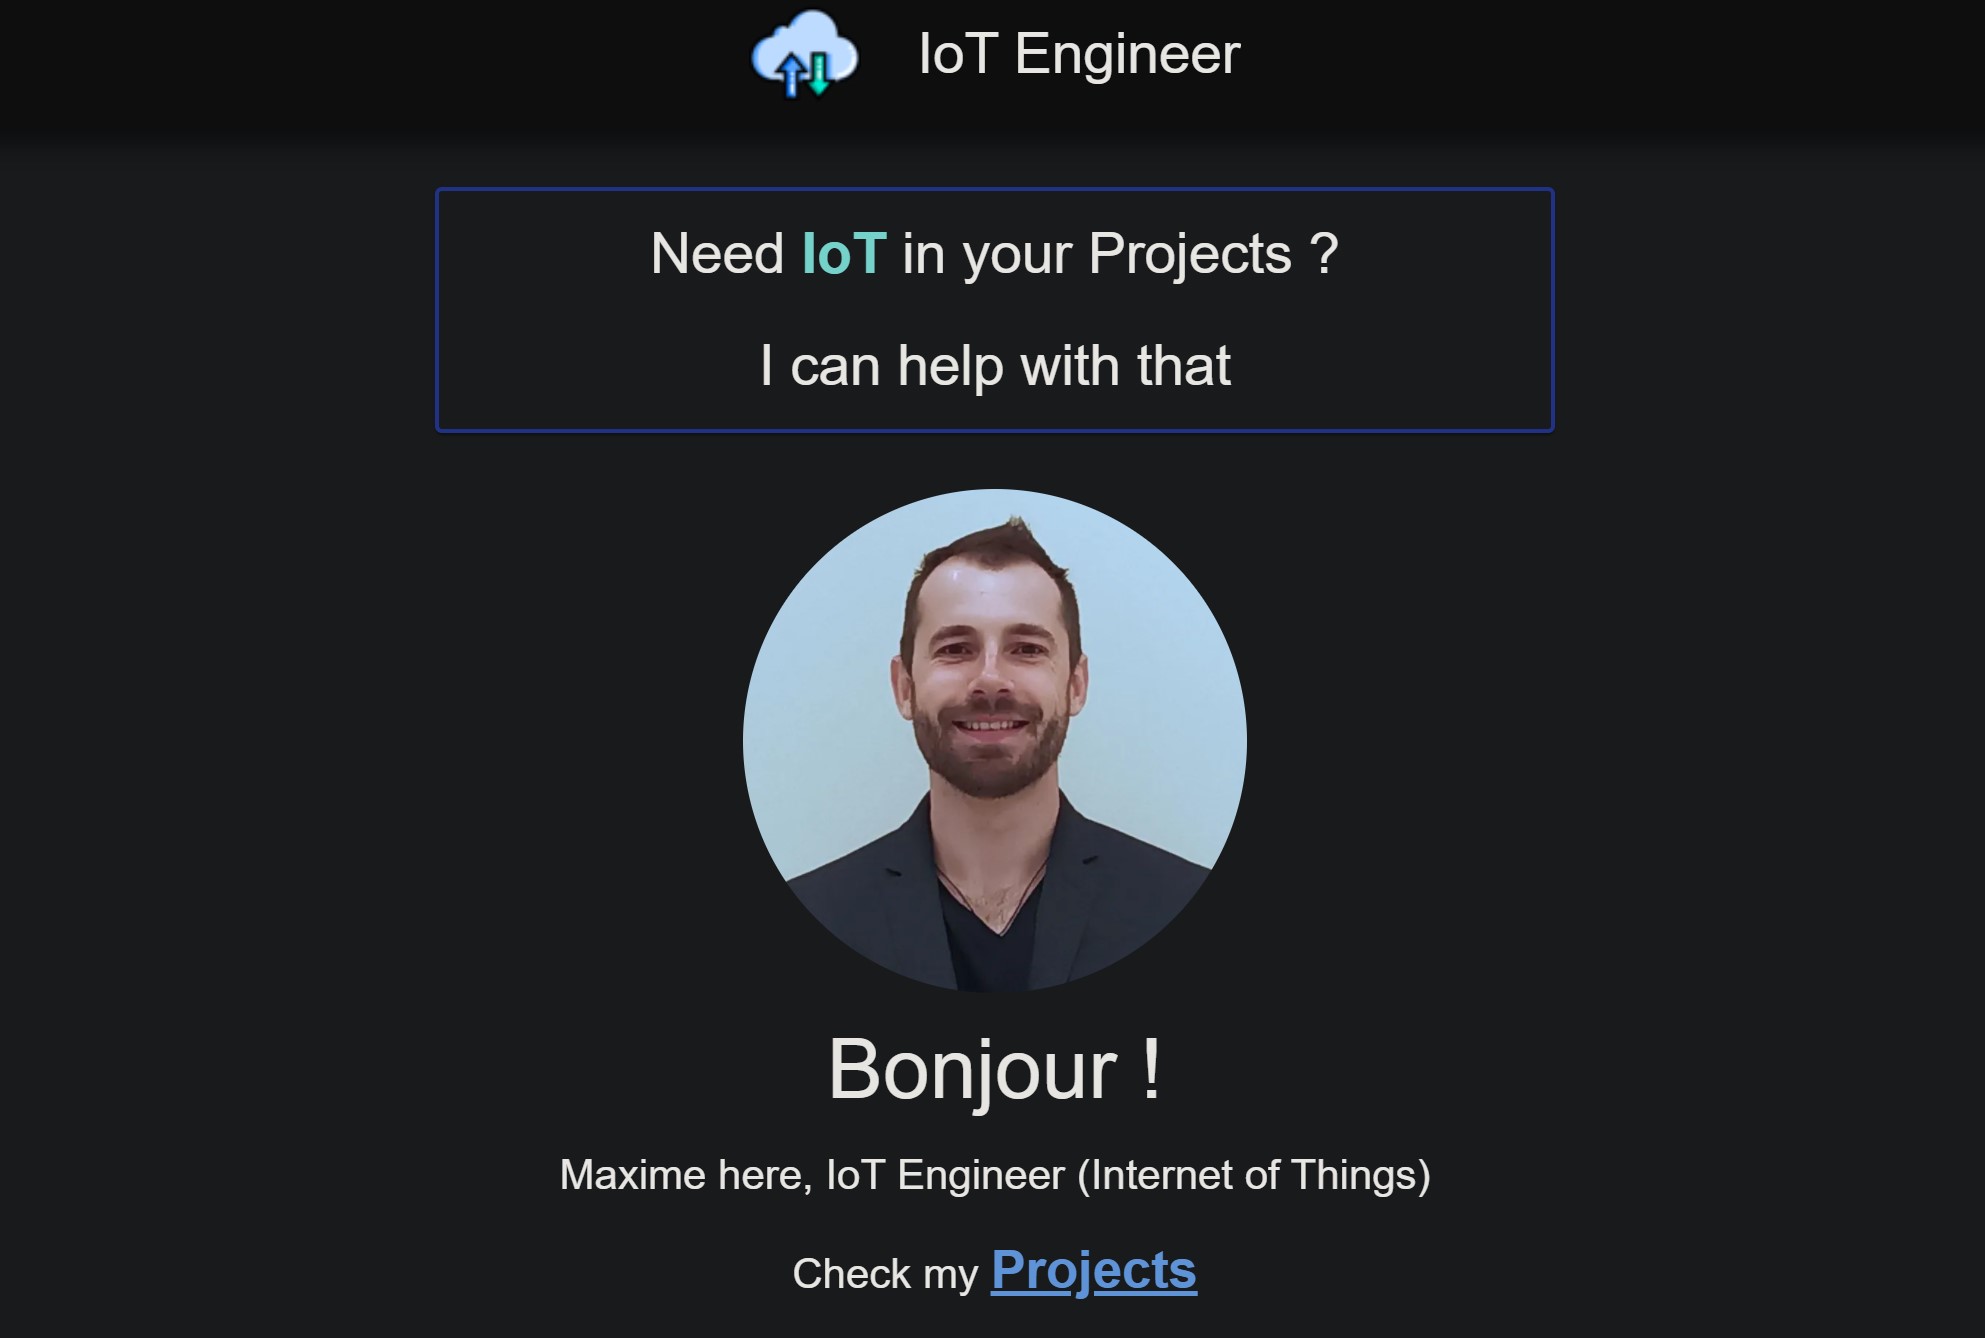 IoT Engineer
Need IoT in your Projects ?
I can help with that
Bonjour !
Maxime here, IoT Engineer (Internet of Things)
Check my Projects